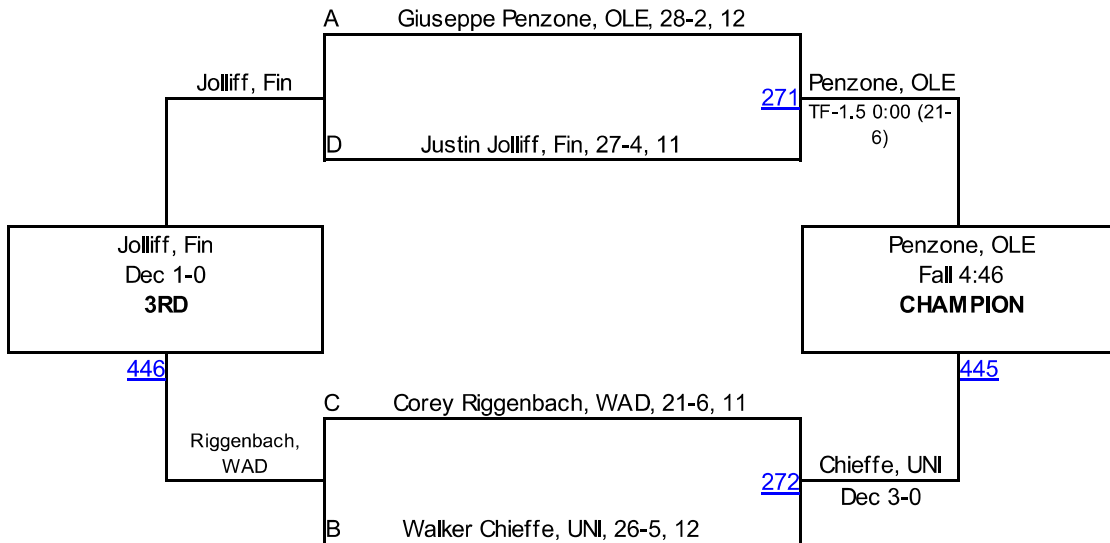 A Giuseppe Penzone, OLE, 28-2, 12
Jolliff, Fin
271
Penzone, OLE
TF-1.5 0:00 (21-
6)
D Justin Jolliff, Fin, 27-4, 11
Jolliff, Fin
Dec 1-0
3RD
Penzone, OLE
Fall 4:46
CHAMPION
446
445
C Corey Riggenbach, WAD, 21-6, 11
Riggenbach,
WAD
272
Chieffe, UNI
Dec 3-0
B Walker Chieffe, UNI, 26-5, 12